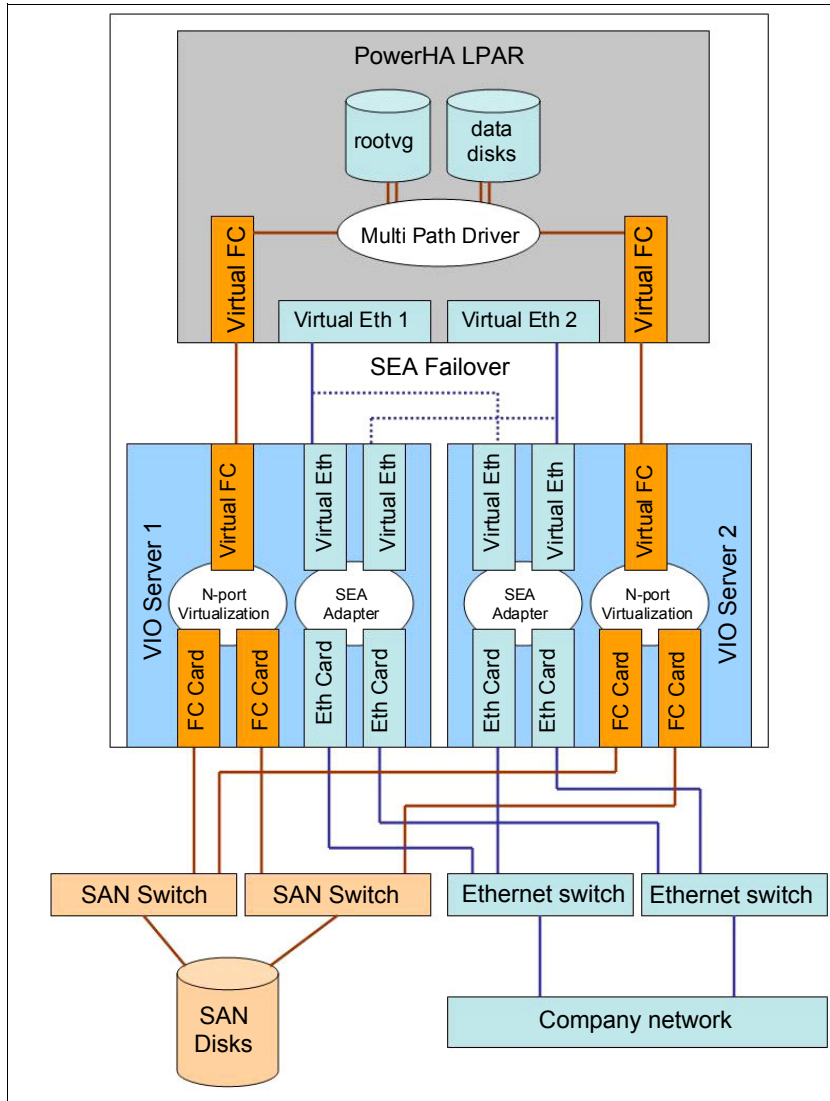 PowerHA LPAR
rootvg
data
disks
Multi Path Driver
Virtual FC
Virtual FC
Virtual Eth 1
Virtual Eth 2
SEA Failover
VIO Server 1
Virtual FC
Virtual Eth
Virtual Eth
N-port
Virtualization
SEA
Adapter
FC Card
FC Card
Eth Card
Eth Card
Virtual Eth
Virtual Eth
Virtual FC
SEA
Adapter
N-port
Virtualization
Eth Card
Eth Card
FC Card
FC Card
VIO Server 2
SAN Switch
SAN Switch
Ethernet switch
Ethernet switch
SAN
Disks
Company network